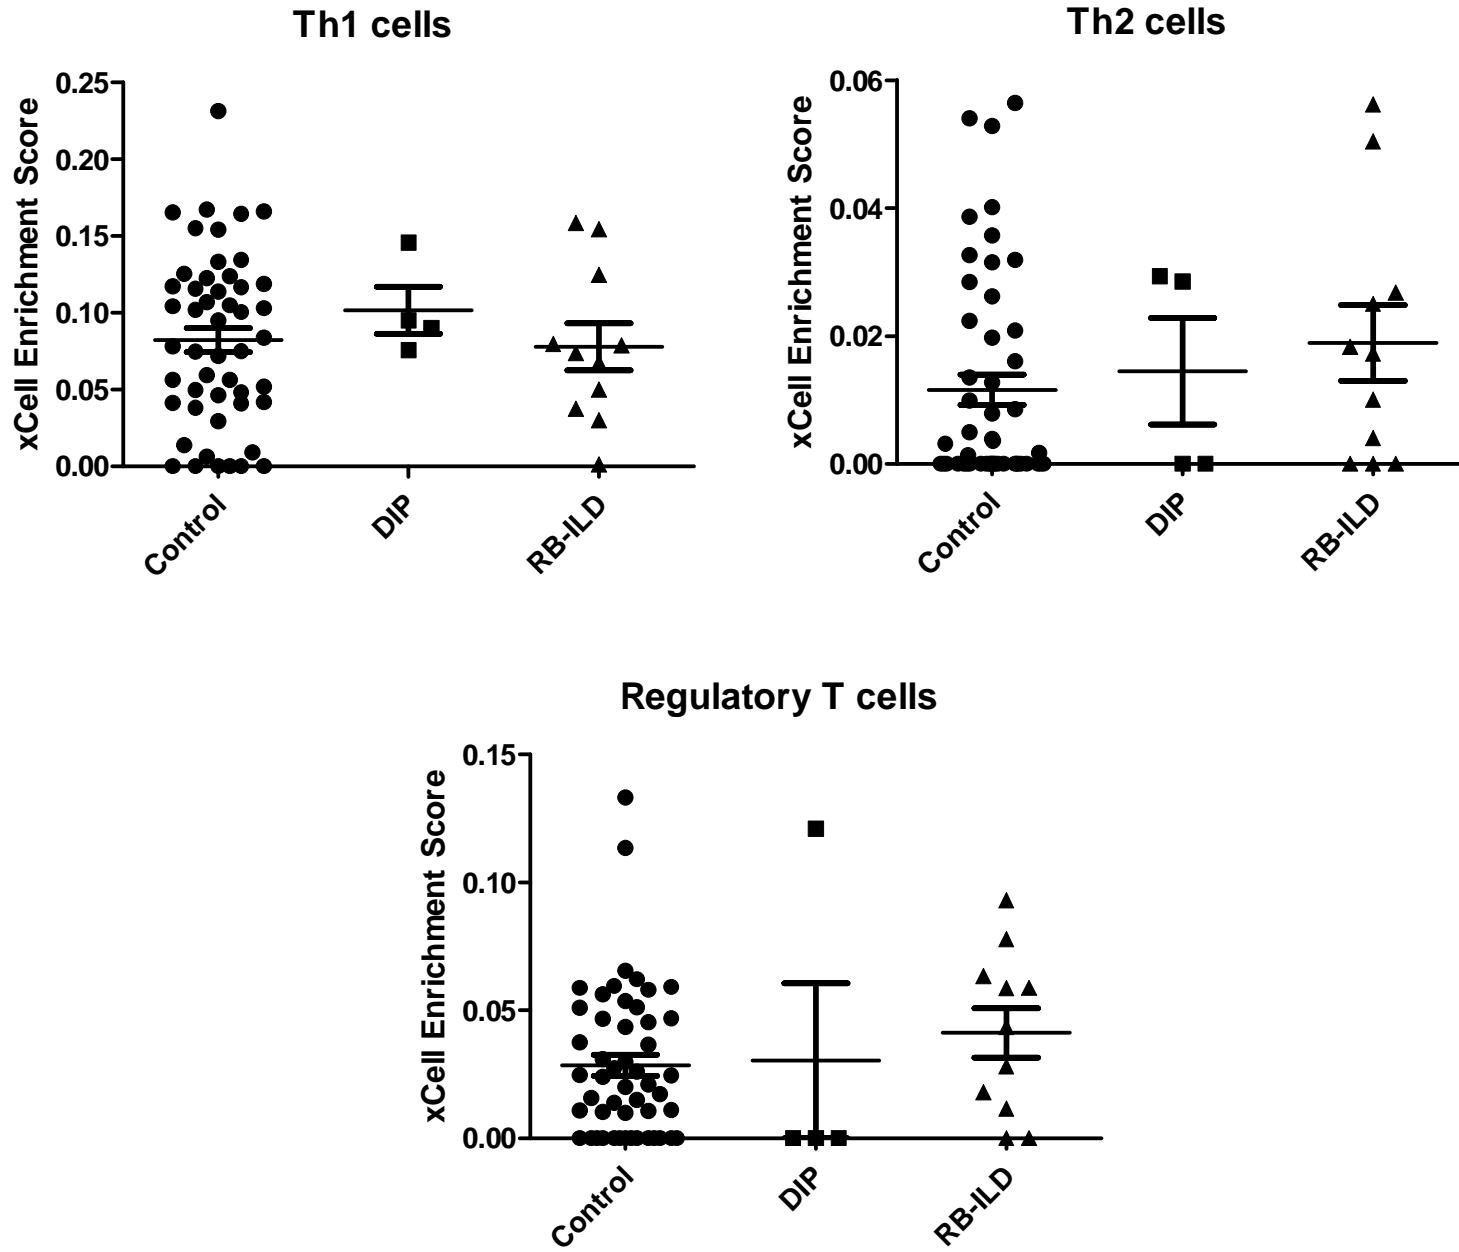 Th1 cells
xCell Enrichment Score
0.25
0.20
0.15
0.10
0.05
0.00
Control
DIP
RB-ILD
Th2 cells
xCell Enrichment Score
0.06
0.04
0.02
0.00
Control
DIP
RB-ILD
Regulatory T cells
xCell Enrichment Score
0.15
0.10
0.05
0.00
Control
DIP
RB-ILD